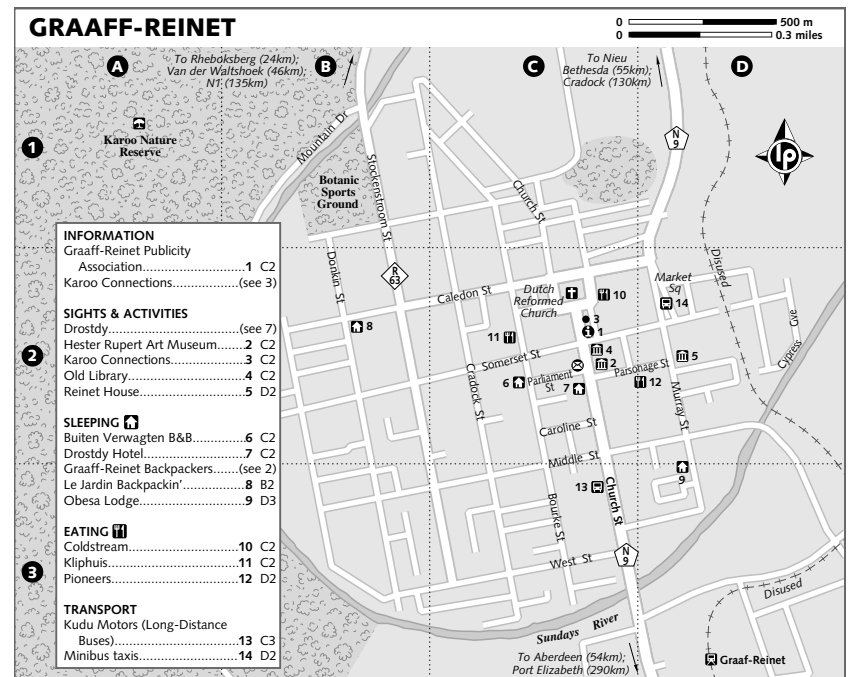 GRAAFF-REINET
0 500 m
0 0.3 miles
A
B
C
D
To Rheboksberg (24km);
Van der Waltshoek (46km);
N1 (135km)
To Nieu
Bethesda (55km);
Cradock (130km)
1
Karoo Nature
Reserve
Mountain Dr
Stockenstroom St
Botanic
Sports
Ground
Church St
N
9
lp
Disused
INFORMATION
Graaff-Reinet Publicity
Association...1 C2
Karoo Connections...(see 3)
SIGHTS & ACTIVITIES
Drostdy...(see 7)
Hester Rupert Art Museum...2 C2
Karoo Connections...3 C2
Old Library...4 C2
Reinet House...5 D2
SLEEPING
Buiten Verwagten B&B...6 C2
Drostdy Hotel...7 C2
Graaff-Reinet Backpackers...(see 2)
Le Jardin Backpackin'...8 B2
Obesa Lodge...9 D3
EATING
Coldstream...10 C2
Kliphuis...11 C2
Pioneers...12 D2
TRANSPORT
Kudu Motors (Long-Distance
Buses)...13 C3
Minibus taxis...14 D2
2
3
Donkin St
R
63
Caledon St
Dutch
Reformed
Church
10
Market
Sq
14
8
3
i 1
11
4
2
5
Somerset St
Parsonage St
12
6
Parliament
St
7
Cradock St
Murray St
Cypress
Gve
Caroline St
Middle St
9
13
Church St
Bourke St
West St
N
9
Disused
Sundays River
To Aberdeen (54km);
Port Elizabeth (290km)
Graaf-Reinet